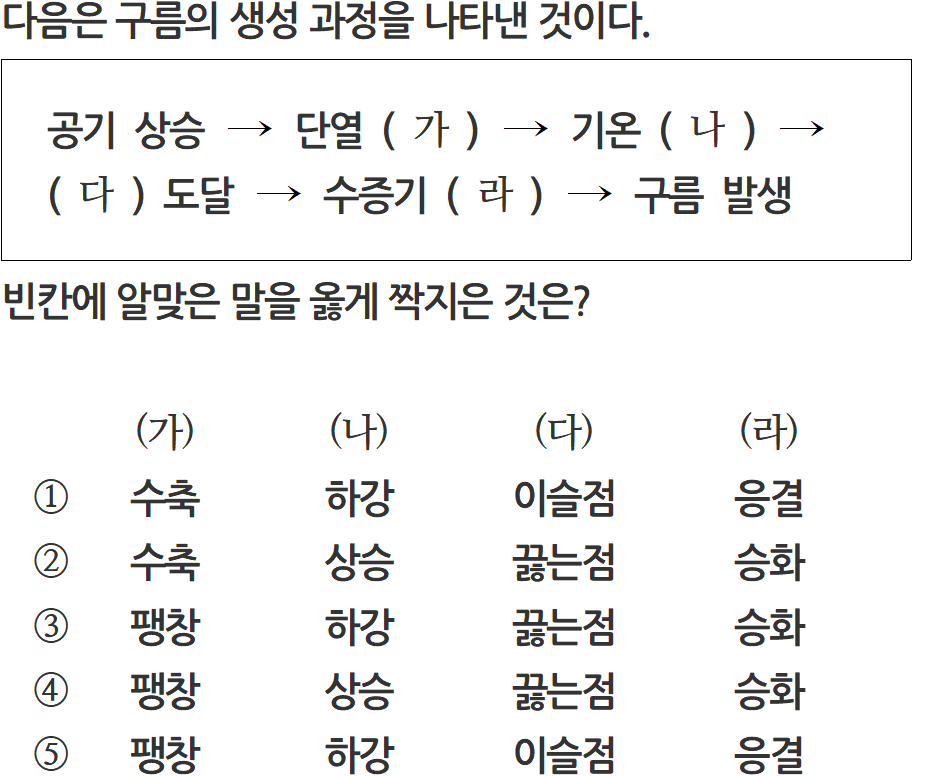 다음은 구름의 생성 과정을 나타낸 것이다.
공기 상승 → 단열 ( 가 ) → 기온 ( 나 ) →
( 다 ) 도달 → 수증기 ( 라 ) → 구름 발생
빈칸에 알맞은 말을 옳게 짝지은 것은?
(가) (나) (다) (라)
① 수축 하강 이슬점 응결
② 수축 상승 끓는점 승화
③ 팽창 하강 끓는점 승화
④ 팽창 상승 끓는점 승화
⑤ 팽창 하강 이슬점 응결